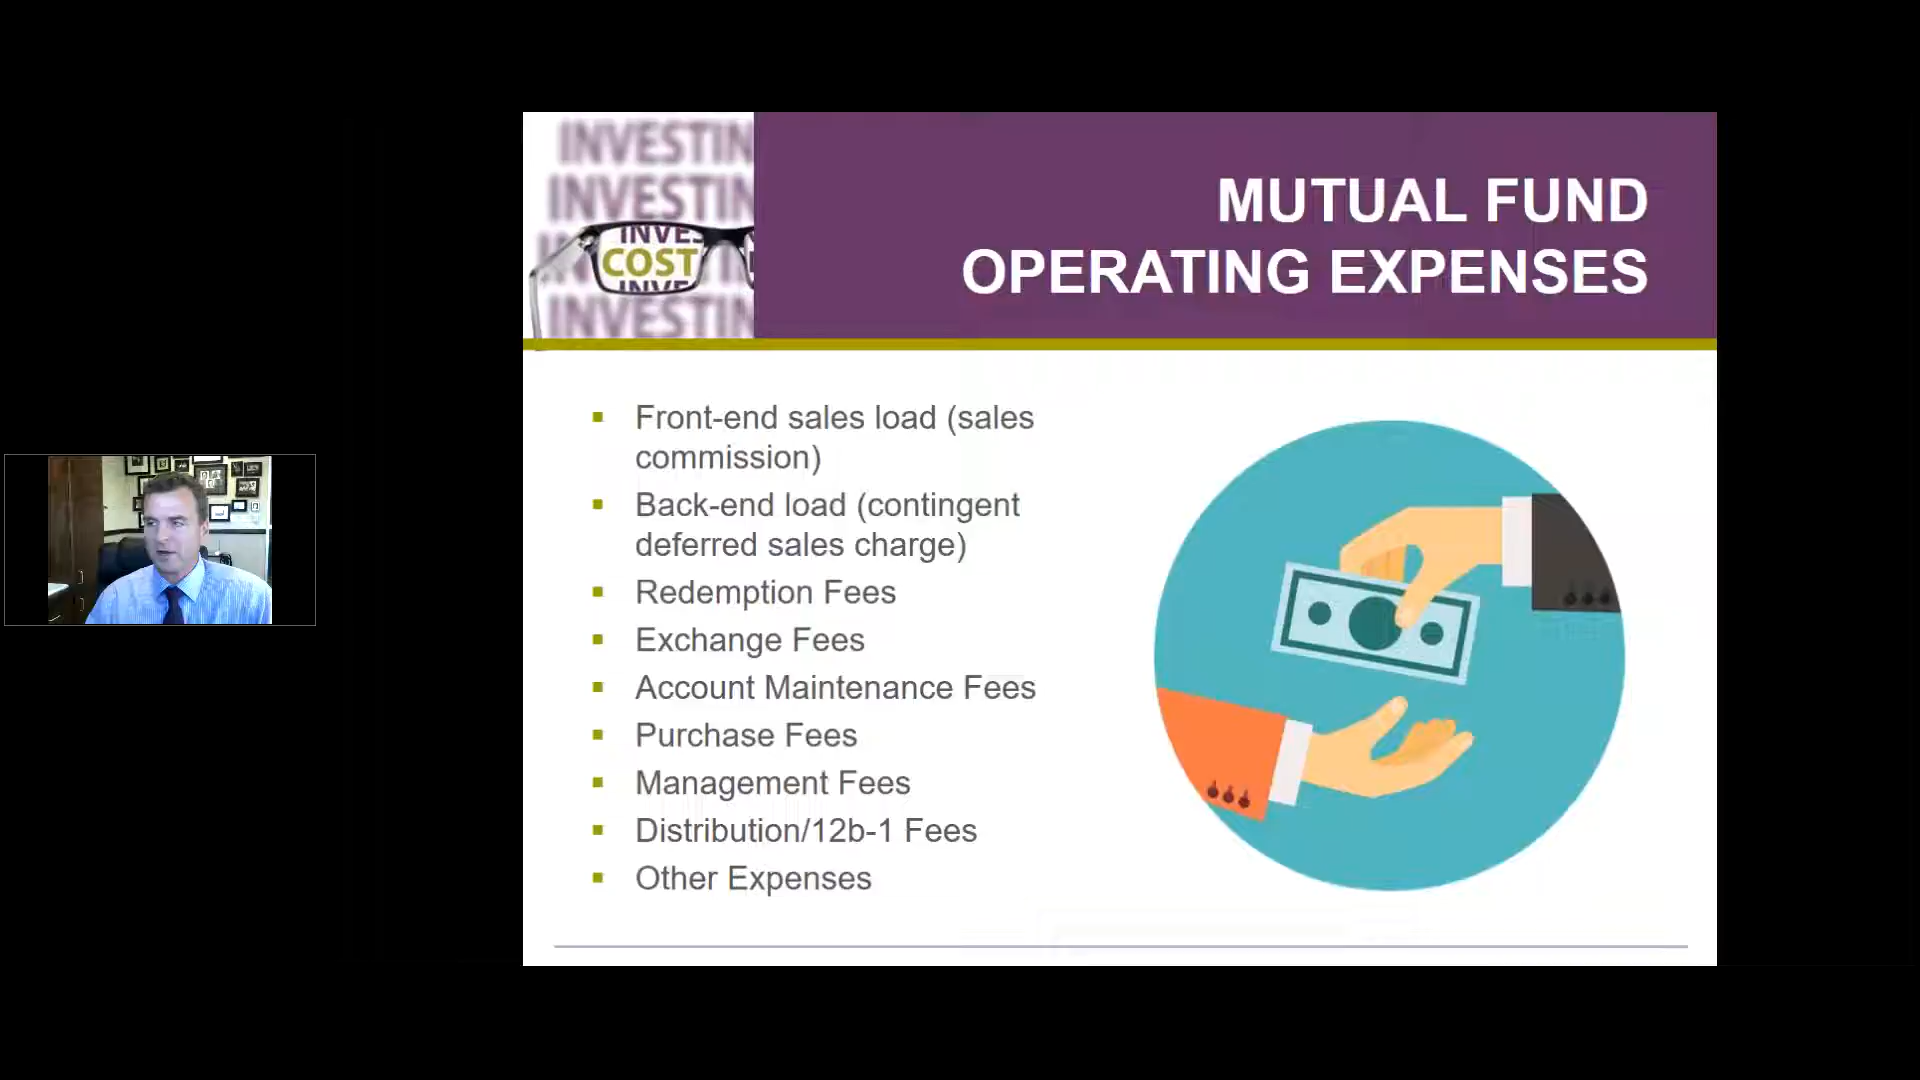 INVESTIN
INVESTIN
INVES
COST
INVE
INVESTIN
MUTUAL FUND
OPERATING EXPENSES
Front-end sales load (sales
commission)
Back-end load (contingent
deferred sales charge)
Redemption Fees
Exchange Fees
Account Maintenance Fees
Purchase Fees
Management Fees
Distribution/12b-1 Fees
Other Expenses